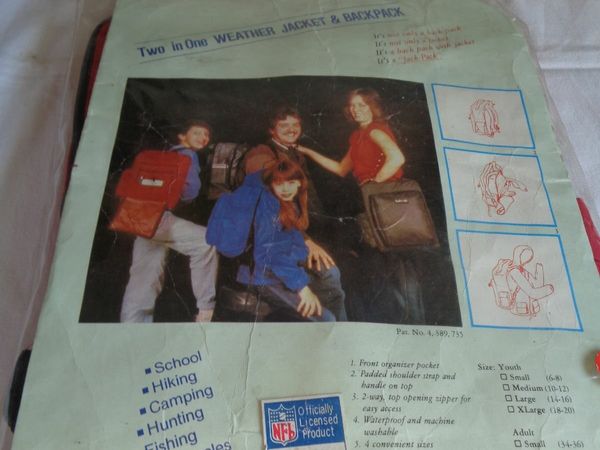 Two in One WEATHER JACKET & BACKPACK
It's not only a back pack
It's not only a jacket
It's a back pack with jacket
It's a "Jack Pack"
Pat. No. 4,389,735
▪ School
▪ Hiking
▪ Camping
▪ Hunting
Fishing
NFL
Officially
Licensed
Product
1. Front organizer pocket
2. Padded shoulder strap and
handle on top
3. 2-way, top opening zipper for
easy access
4. Waterproof and machine
washable
5. 4 convenient sizes
Size: Youth
☐ Small (6-8)
☐ Medium (10-12)
☐ Large (14-16)
☐ XLarge (18-20)
Adult
☐ Small (34-36)